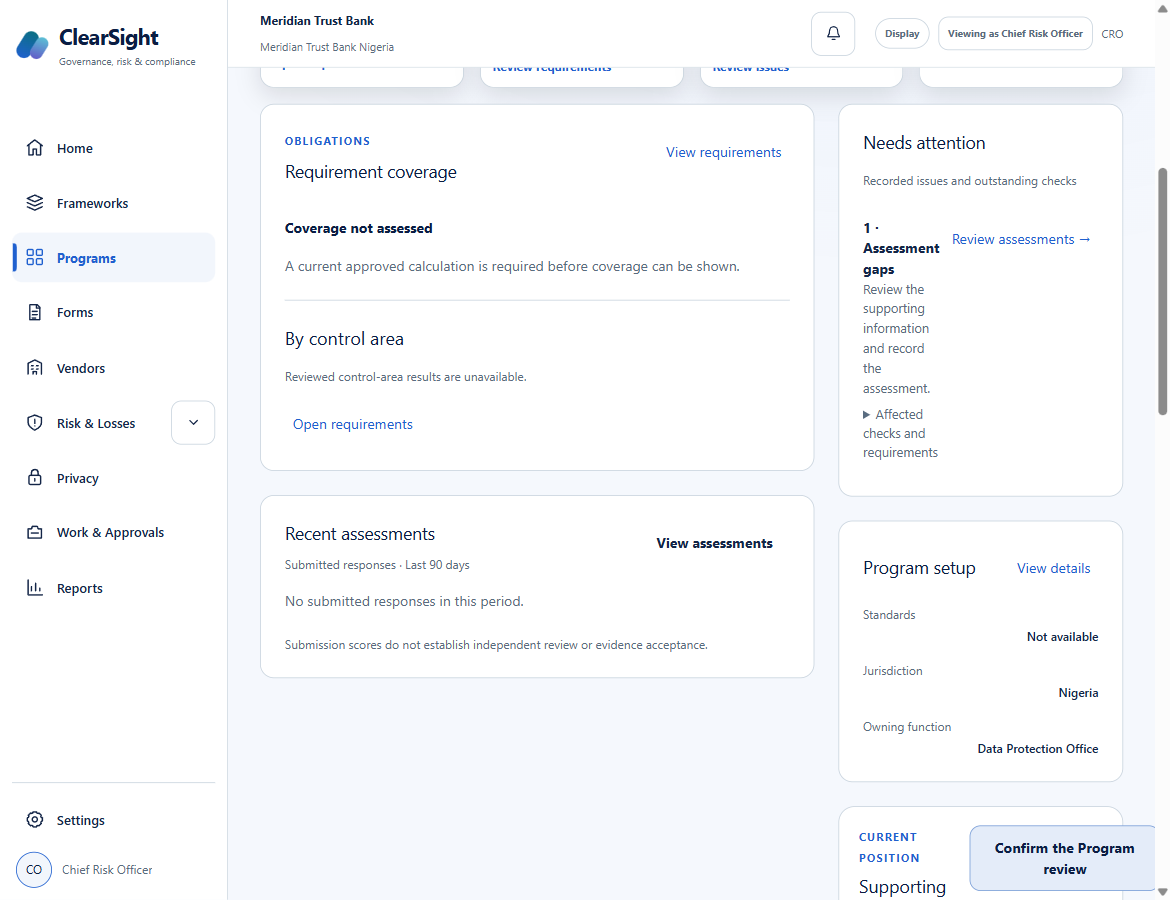 ClearSight
Governance, risk & compliance
Home
Frameworks
Programs
Forms
Vendors
Risk & Losses
Privacy
Work & Approvals
Reports
Settings
CO
Chief Risk Officer
Meridian Trust Bank
Meridian Trust Bank Nigeria
Display
Viewing as Chief Risk Officer
CRO
Review requirements
Review issues
OBLIGATIONS
Requirement coverage
View requirements
Coverage not assessed
A current approved calculation is required before coverage can be shown.
By control area
Reviewed control-area results are unavailable.
Open requirements
Recent assessments
Submitted responses · Last 90 days
View assessments
No submitted responses in this period.
Submission scores do not establish independent review or evidence acceptance.
Needs attention
Recorded issues and outstanding checks
1 ·
Assessment
gaps
Review assessments →
Review the
supporting
information
and record
the
assessment.
▶ Affected
checks and
requirements
Program setup
View details
Standards
Not available
Jurisdiction
Nigeria
Owning function
Data Protection Office
CURRENT
POSITION
Supporting
Confirm the Program
review